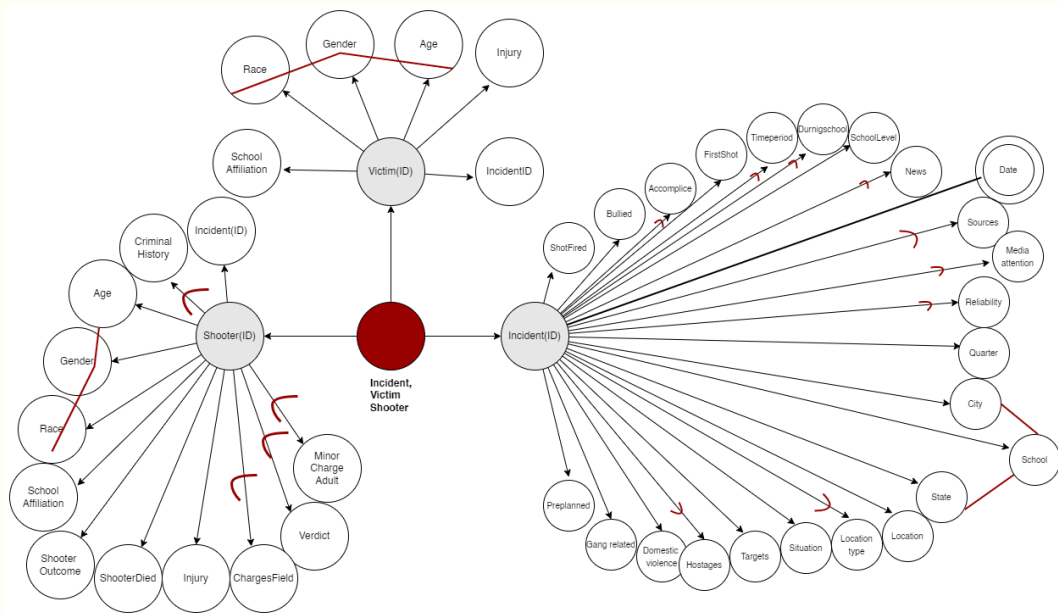 Gender
Age
Injury
Race
School
Affiliation
Victim(ID)
IncidentID
Incident(ID)
Criminal
History
Age
Shooter(ID)
Gender
Race
School
Affiliation
Shooter
Outcome
ShooterDied
Injury
ChargesField
Verdict
Minor
Charge
Adult
Incident,
Victim
Shooter
Incident(ID)
ShotFired
Bullied
Accomplice
FirstShot
Timeperiod
Durnigschool
SchoolLevel
News
Date
Sources
Media
attention
Reliability
Quarter
City
School
State
Location
Location
type
Situation
Targets
Hostages
Domestic
violence
Gang related
Preplanned